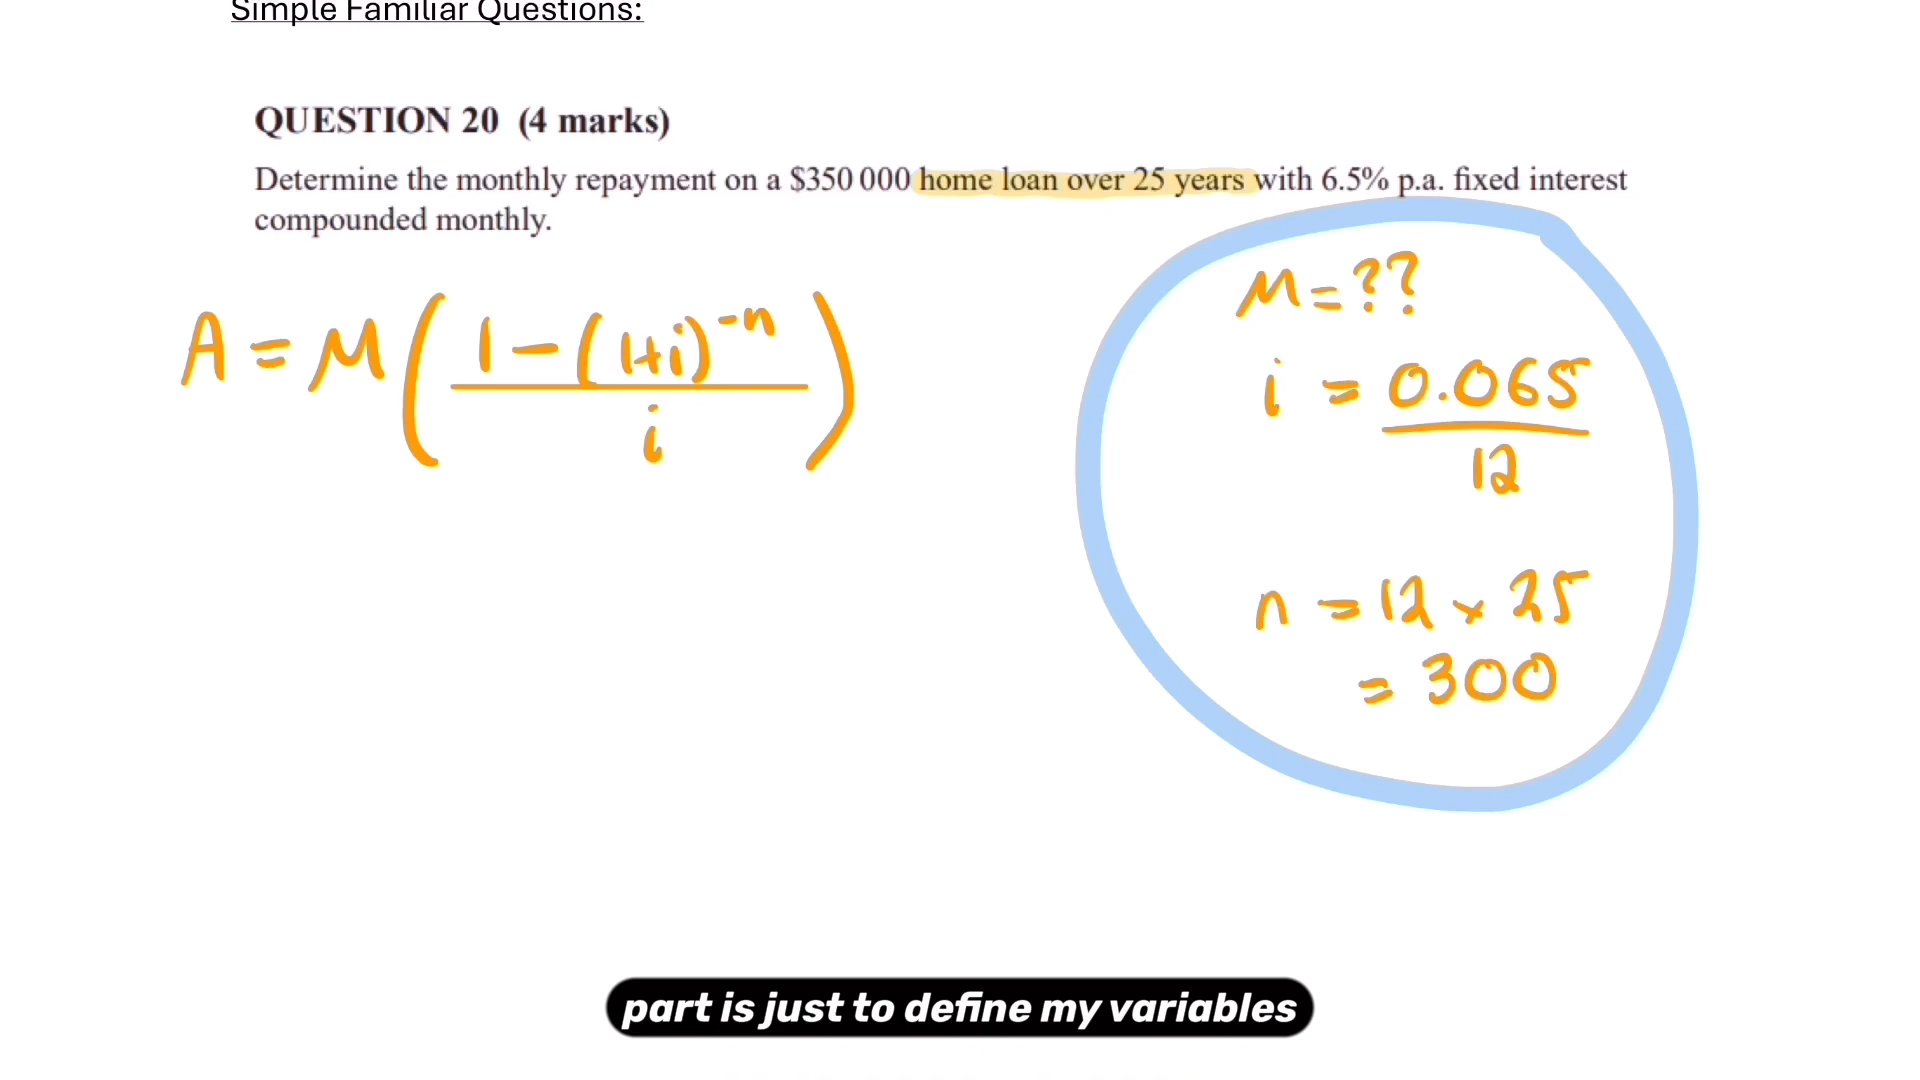 Simple Familiar Questions:
QUESTION 20 (4 marks)
Determine the monthly repayment on a $350 000 home loan over 25 years with 6.5% p.a. fixed interest
compounded monthly.
A = M ( 1 - (1+i)^-n / i )
M = ??
i = 0.065 / 12
n = 12 × 25
= 300
part is just to define my variables